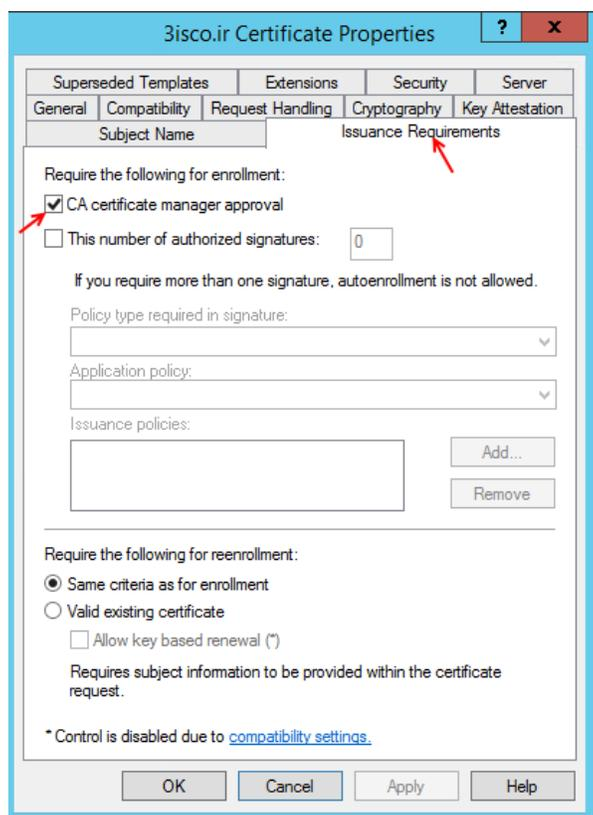 3isco.ir Certificate Properties
? x
Superseded Templates Extensions Security Server
General Compatibility Request Handling Cryptography Key Attestation
Subject Name Issuance Requirements
Require the following for enrollment:
CA certificate manager approval
This number of authorized signatures: 0
If you require more than one signature, autoenrollment is not allowed.
Policy type required in signature:
Application policy:
Issuance policies:
Add...
Remove
Require the following for reenrollment:
Same criteria as for enrollment
Valid existing certificate
Allow key based renewal (*)
Requires subject information to be provided within the certificate
request.
* Control is disabled due to compatibility settings.
OK Cancel Apply Help